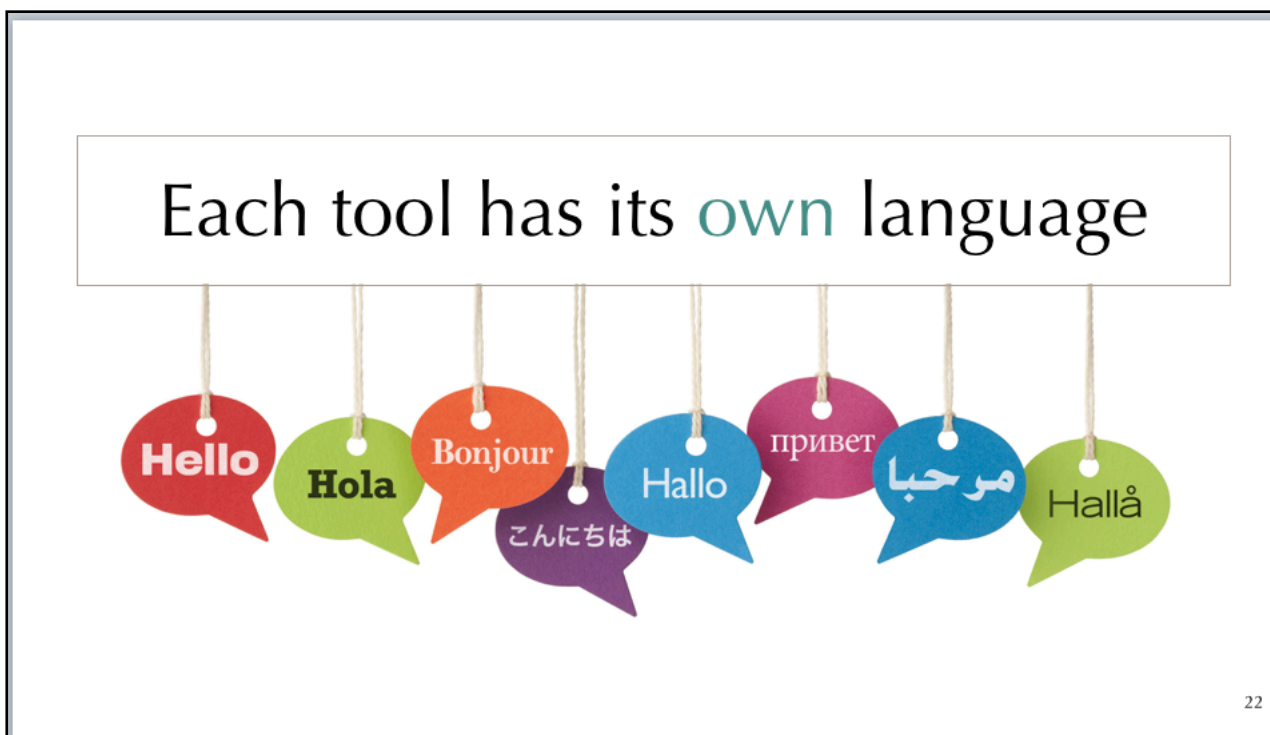 Each tool has its own language
Hello
Hola
Bonjour
こんにちは
Hallo
привет
مرحبا
Hallå
22